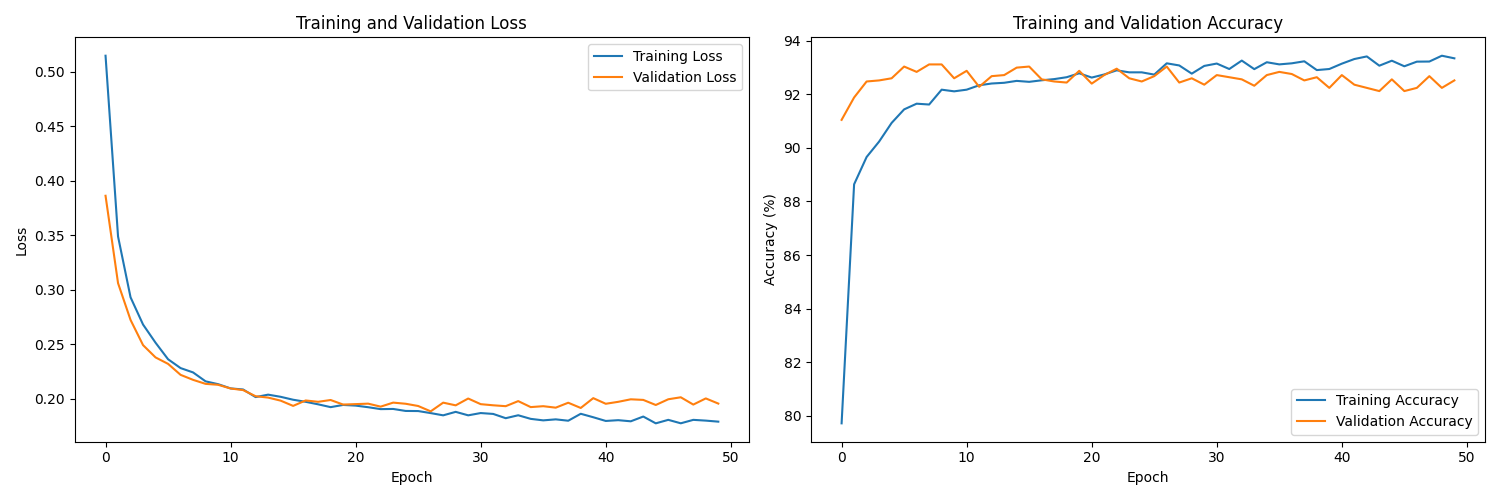 Training and Validation Loss
Training Loss
Validation Loss
0.50
0.45
0.40
0.35
0.30
0.25
0.20
Loss
0 10 20 30 40 50
Epoch
Training and Validation Accuracy
94
92
90
88
86
84
82
80
Accuracy (%)
Training Accuracy
Validation Accuracy
0 10 20 30 40 50
Epoch